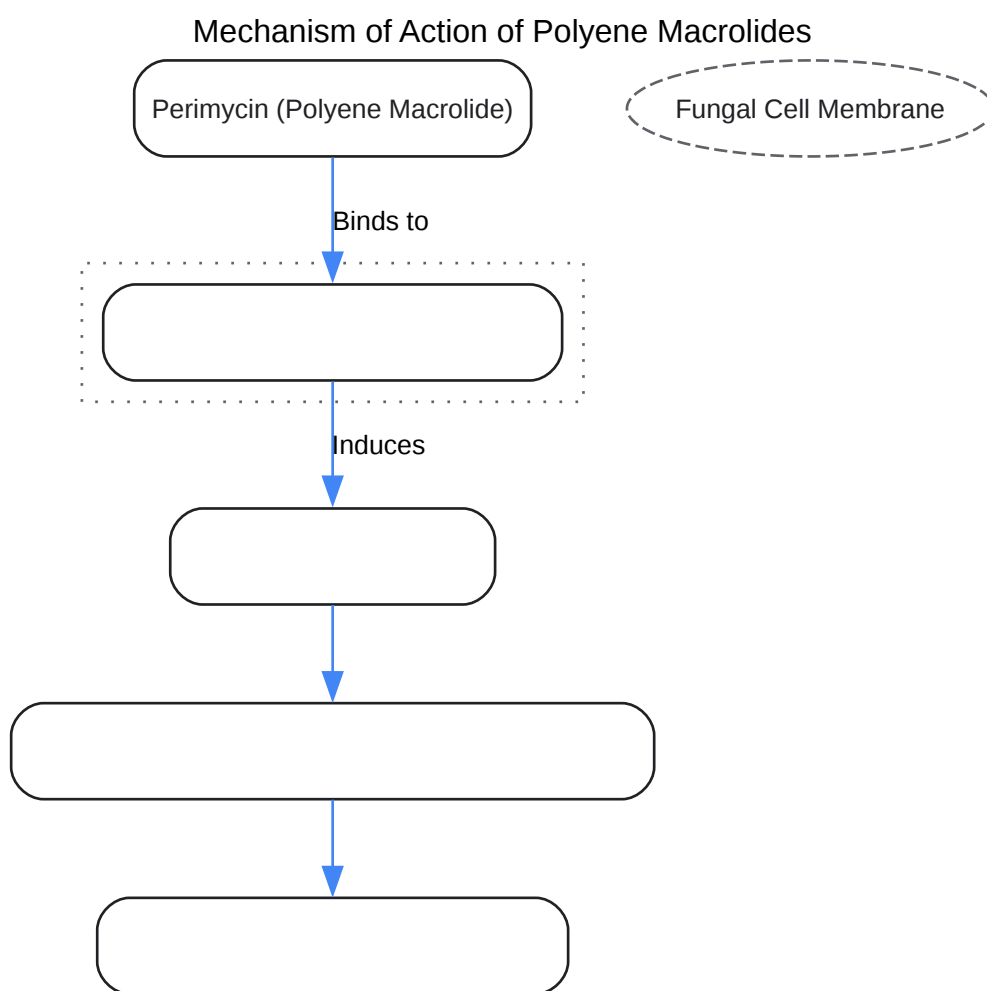 Mechanism of Action of Polyene Macrolides
Perimycin (Polyene Macrolide)
Fungal Cell Membrane
Binds to
Induces